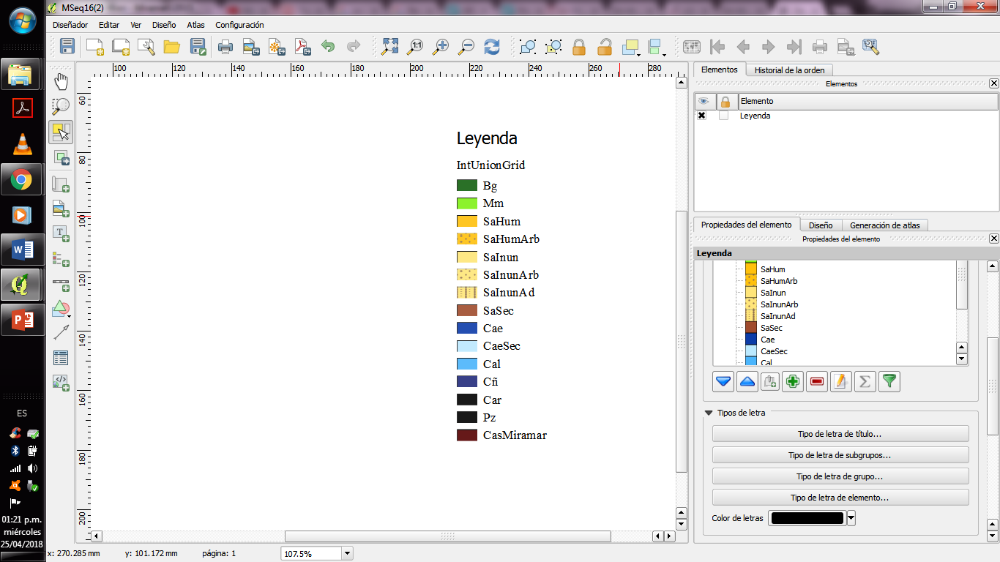 MSeq16(2)
Diseñador Editar Ver Diseño Atlas Configuración
1:1
100 120 140 160 180 200 220 240 260 280
60
80
100
120
140
160
180
200
Leyenda
IntUnionGrid
Bg
Mm
SaHum
SaHumArb
SaInun
SaInunArb
SaInunAd
SaSec
Cae
CaeSec
Cal
Cñ
Car
Pz
CasMiramar
Elementos Historial de la orden
Elementos
Elemento
Leyenda
Propiedades del elemento Diseño Generación de atlas
Propiedades del elemento
Leyenda
SaHum
SaHumArb
SaInun
SaInunArb
SaInunAd
SaSec
Cae
CaeSec
Cal
Tipos de letra
Tipo de letra de título...
Tipo de letra de subgrupos...
Tipo de letra de grupo...
Tipo de letra de elemento...
Color de letras
ES
01:21 p.m.
miércoles
25/04/2018
x: 270.285 mm y: 101.172 mm página: 1 107.5%